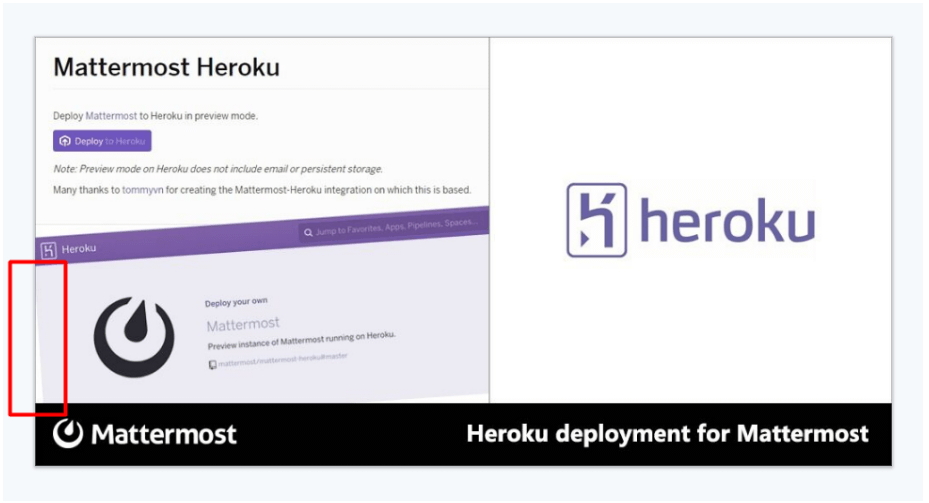 Mattermost Heroku
Deploy Mattermost to Heroku in preview mode.
Deploy to Heroku
Note: Preview mode on Heroku does not include email or persistent storage.
Many thanks to tommyvn for creating the Mattermost-Heroku integration on which this is based.
Heroku
Jump to Favorites, Apps, Pipelines, Spaces...
Deploy your own
Mattermost
Preview instance of Mattermost running on Heroku.
mattermost/mattermost-heroku#master
heroku
Mattermost
Heroku deployment for Mattermost